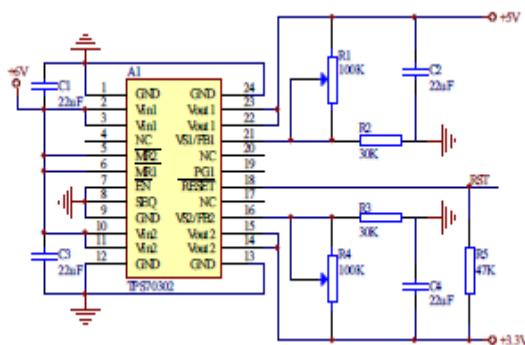 +5V
A1
+6V
C1
22uF
1 GND GND 24
2 Vin1 Vout1 23
3 Vin1 Vout1 22
4 NC VS1/FB1 21
5 MR2 NC 20
6 MR1 PG1 19
7 EN RESET 18
8 SEQ NC 17
9 GND VS2/FB2 16
10 Vin2 Vout2 15
11 Vin2 Vout2 14
12 GND GND 13
TPS70302
R1
100K
C2
22uF
R2
30K
RST
R3
30K
C3
22uF
R4
100K
C4
22uF
R5
47K
+3.3V